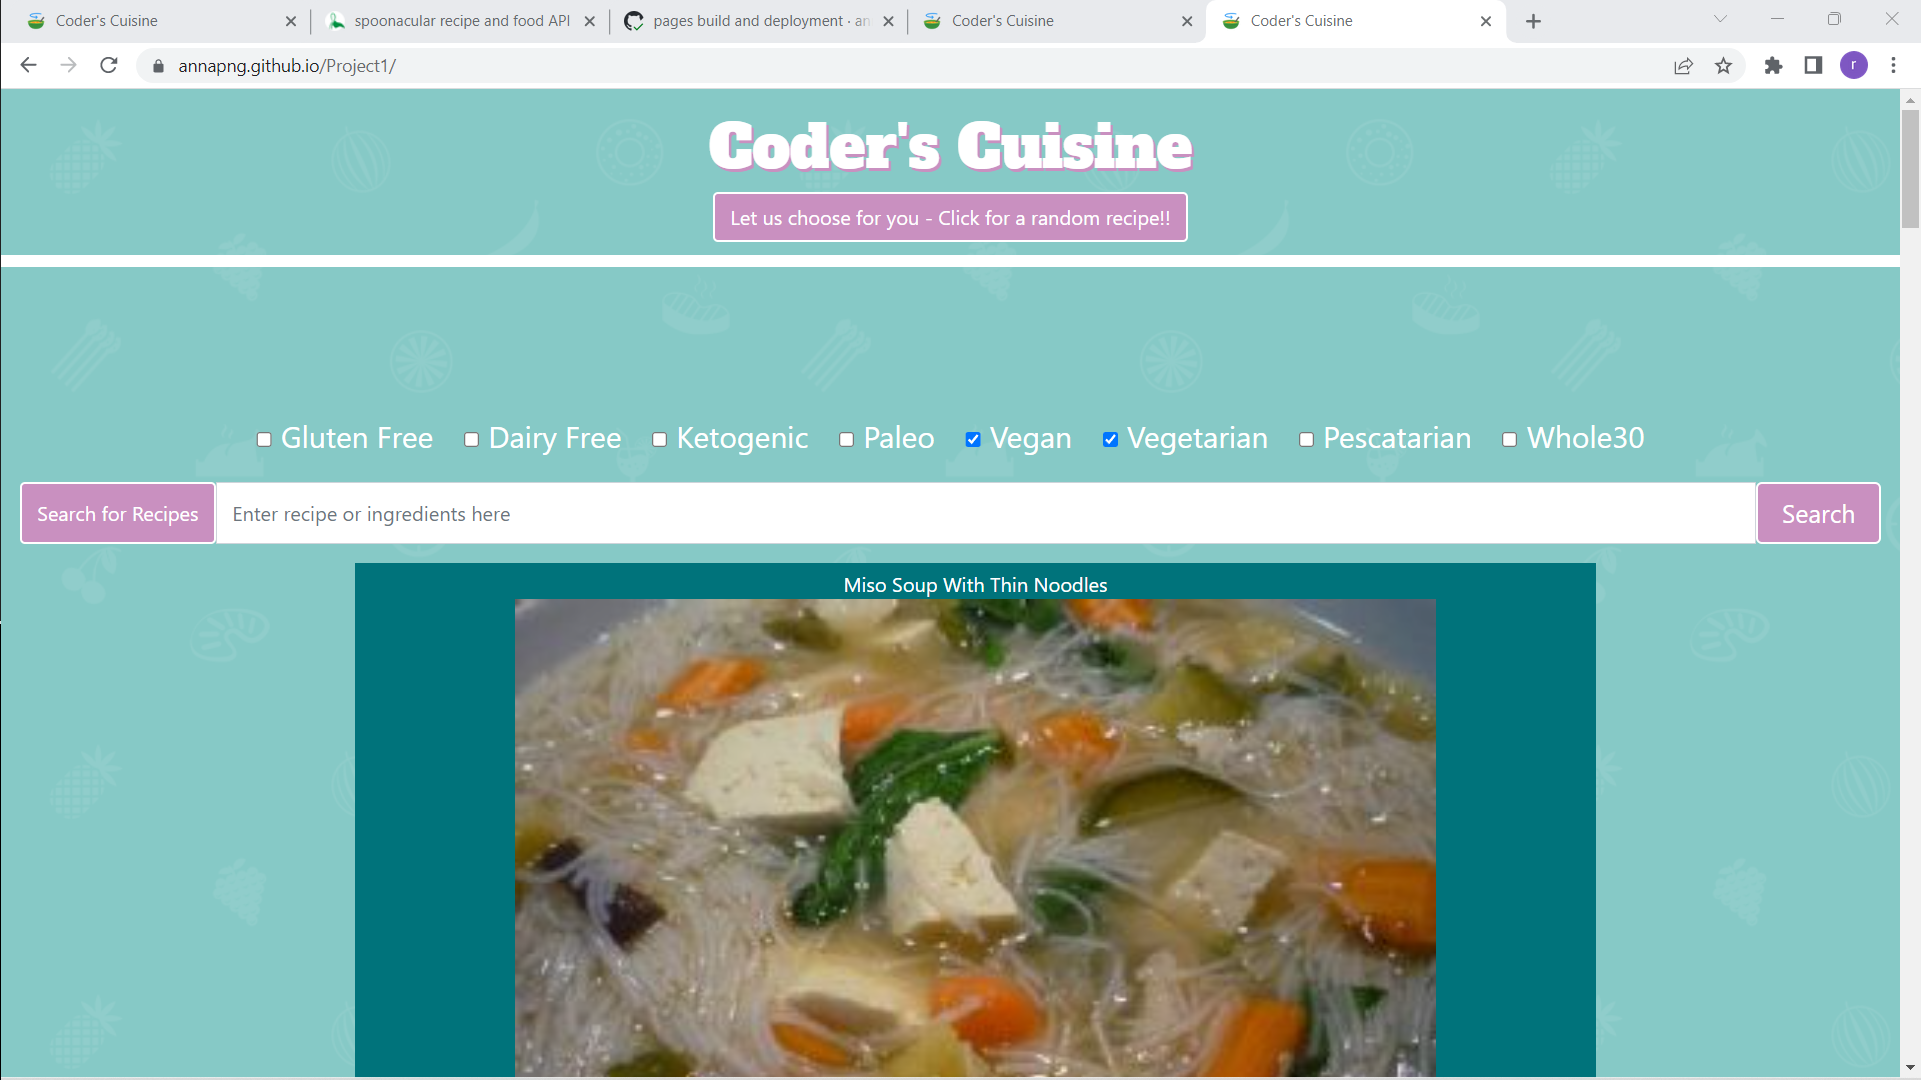 Coder's Cuisine
spoonacular recipe and food API
pages build and deployment · an
Coder's Cuisine
Coder's Cuisine
annapng.github.io/Project1/
r
Coder's Cuisine
Let us choose for you - Click for a random recipe!!
Gluten Free Dairy Free Ketogenic Paleo Vegan Vegetarian Pescatarian Whole30
Search for Recipes Enter recipe or ingredients here Search
Miso Soup With Thin Noodles